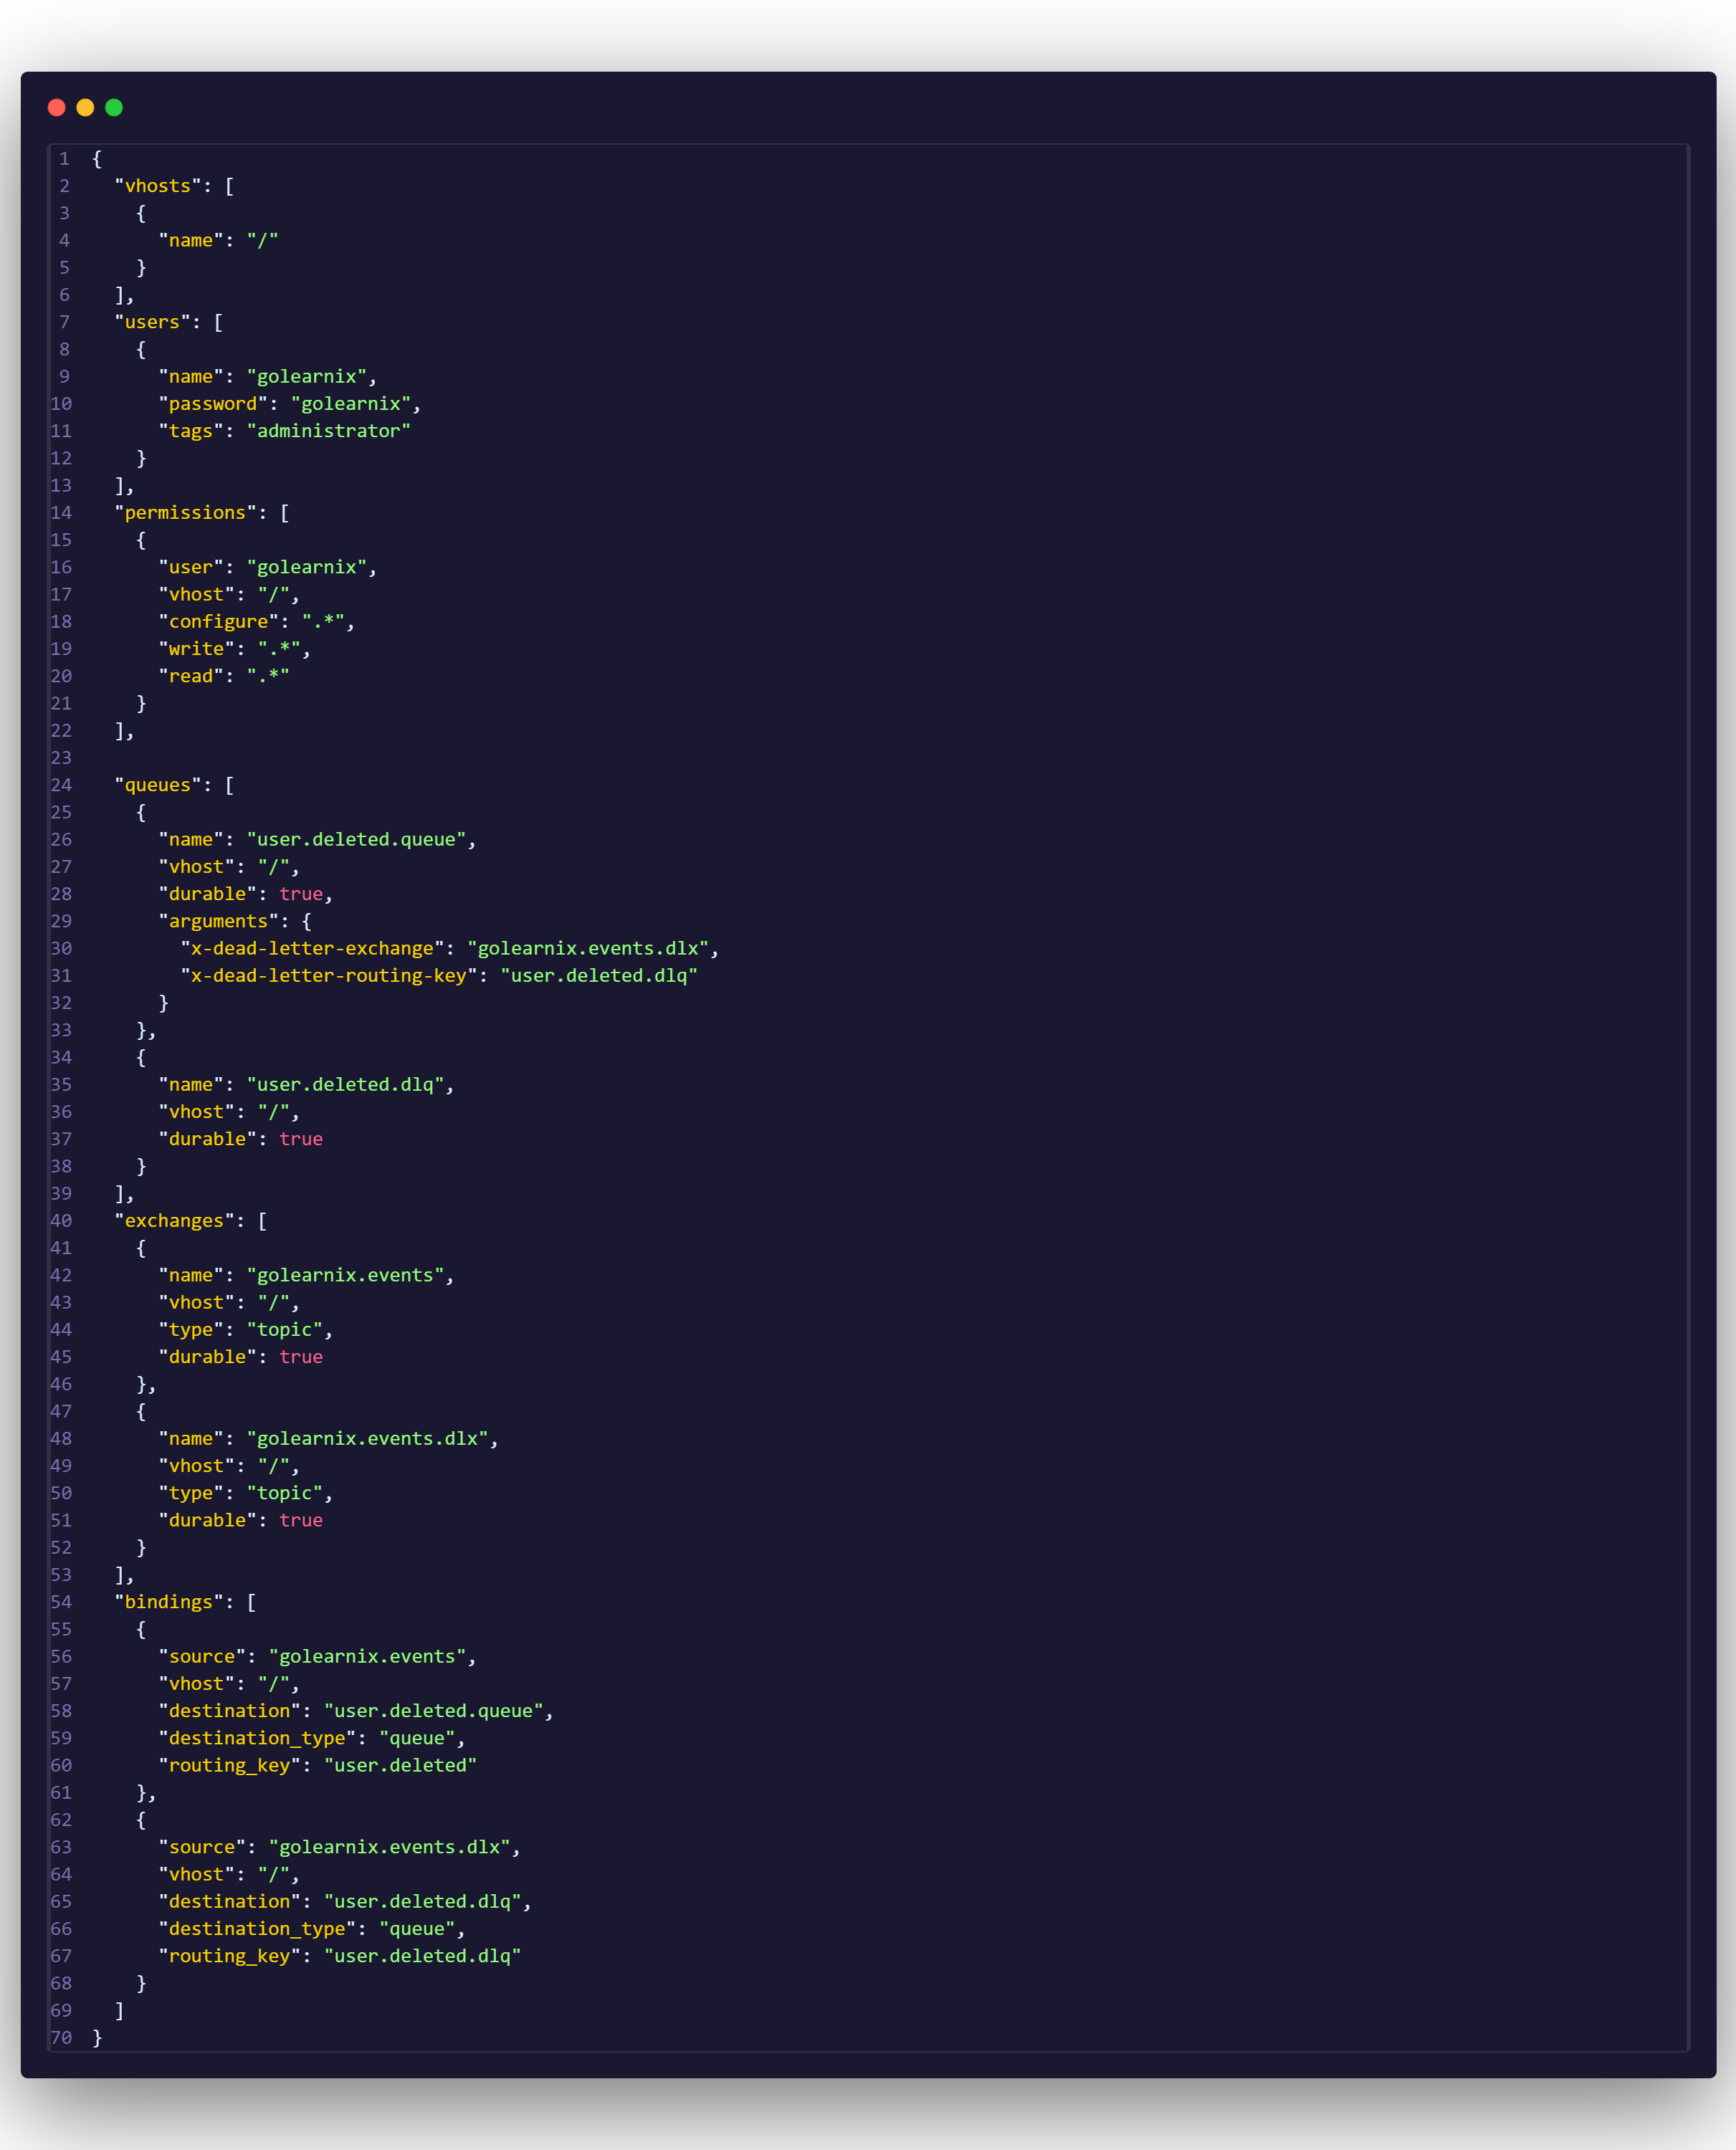 1 {
2   "vhosts": [
3     {
4       "name": "/"
5     }
6   ],
7   "users": [
8     {
9       "name": "golearnix",
10       "password": "golearnix",
11       "tags": "administrator"
12     }
13   ],
14   "permissions": [
15     {
16       "user": "golearnix",
17       "vhost": "/",
18       "configure": ".*",
19       "write": ".*",
20       "read": ".*"
21     }
22   ],
23
24   "queues": [
25     {
26       "name": "user.deleted.queue",
27       "vhost": "/",
28       "durable": true,
29       "arguments": {
30         "x-dead-letter-exchange": "golearnix.events.dlx",
31         "x-dead-letter-routing-key": "user.deleted.dlq"
32       }
33     },
34     {
35       "name": "user.deleted.dlq",
36       "vhost": "/",
37       "durable": true
38     }
39   ],
40   "exchanges": [
41     {
42       "name": "golearnix.events",
43       "vhost": "/",
44       "type": "topic",
45       "durable": true
46     },
47     {
48       "name": "golearnix.events.dlx",
49       "vhost": "/",
50       "type": "topic",
51       "durable": true
52     }
53   ],
54   "bindings": [
55     {
56       "source": "golearnix.events",
57       "vhost": "/",
58       "destination": "user.deleted.queue",
59       "destination_type": "queue",
60       "routing_key": "user.deleted"
61     },
62     {
63       "source": "golearnix.events.dlx",
64       "vhost": "/",
65       "destination": "user.deleted.dlq",
66       "destination_type": "queue",
67       "routing_key": "user.deleted.dlq"
68     }
69   ]
70 }